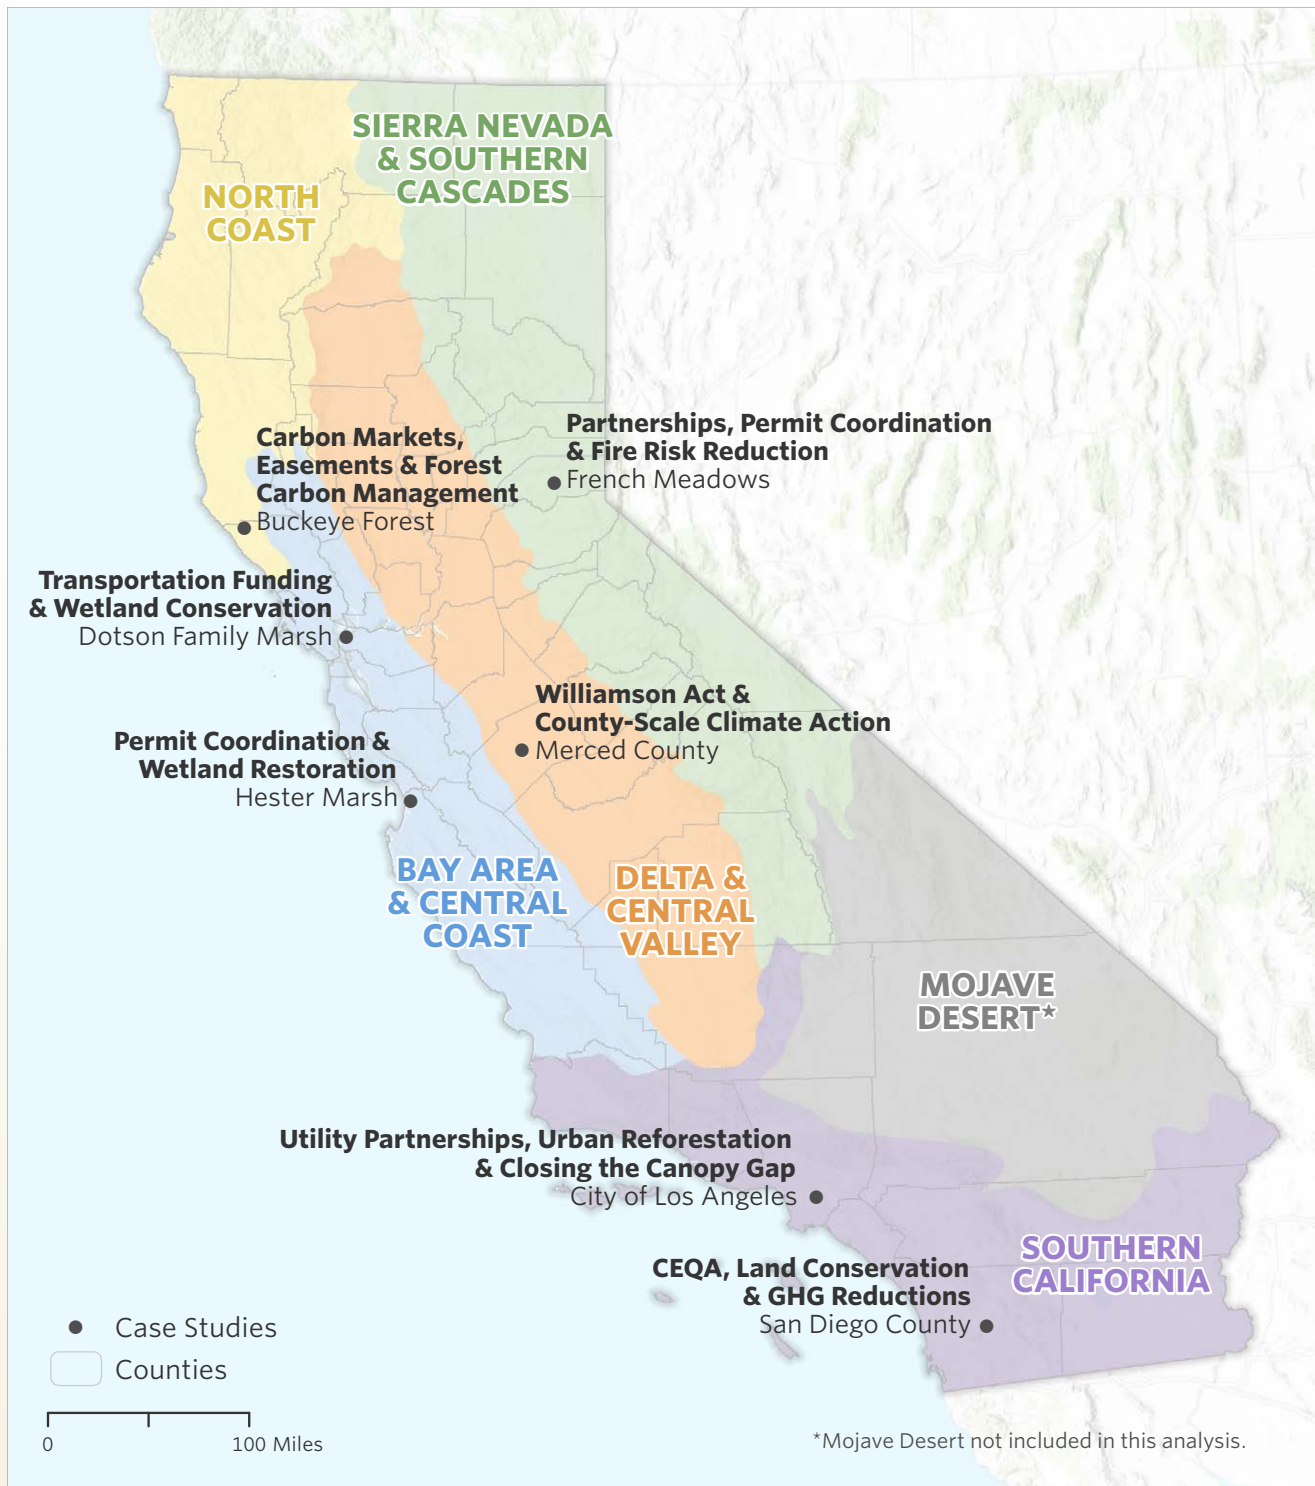 SIERRA NEVADA
& SOUTHERN
CASCADES
NORTH
COAST
Partnerships, Permit Coordination
& Fire Risk Reduction
French Meadows
Carbon Markets,
Easements & Forest
Carbon Management
Buckeye Forest
Transportation Funding
& Wetland Conservation
Dotson Family Marsh
Williamson Act &
County-Scale Climate Action
Merced County
Permit Coordination &
Wetland Restoration
Hester Marsh
BAY AREA
& CENTRAL
COAST
DELTA &
CENTRAL
VALLEY
MOJAVE
DESERT*
Utility Partnerships, Urban Reforestation
& Closing the Canopy Gap
City of Los Angeles
SOUTHERN
CALIFORNIA
CEQA, Land Conservation
& GHG Reductions
San Diego County
Case Studies
Counties
0 100 Miles
*Mojave Desert not included in this analysis.